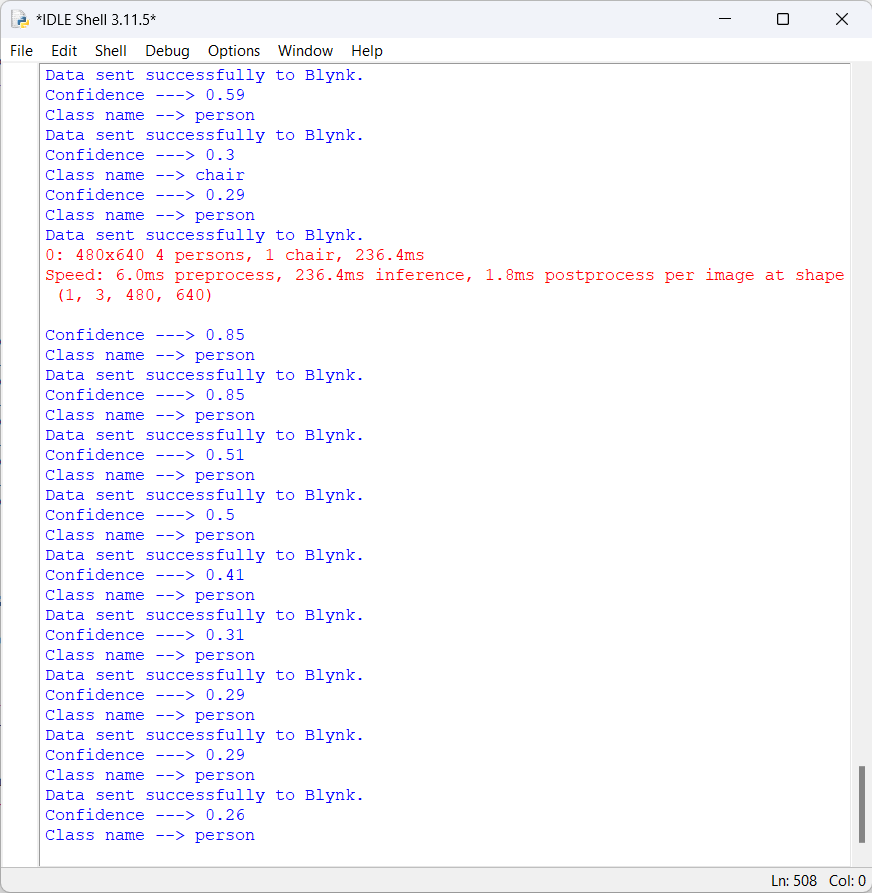 *IDLE Shell 3.11.5*
File Edit Shell Debug Options Window Help
Data sent successfully to Blynk.
Confidence ---> 0.59
Class name --> person
Data sent successfully to Blynk.
Confidence ---> 0.3
Class name --> chair
Confidence ---> 0.29
Class name --> person
Data sent successfully to Blynk.
0: 480x640 4 persons, 1 chair, 236.4ms
Speed: 6.0ms preprocess, 236.4ms inference, 1.8ms postprocess per image at shape
(1, 3, 480, 640)
Confidence ---> 0.85
Class name --> person
Data sent successfully to Blynk.
Confidence ---> 0.85
Class name --> person
Data sent successfully to Blynk.
Confidence ---> 0.51
Class name --> person
Data sent successfully to Blynk.
Confidence ---> 0.5
Class name --> person
Data sent successfully to Blynk.
Confidence ---> 0.41
Class name --> person
Data sent successfully to Blynk.
Confidence ---> 0.31
Class name --> person
Data sent successfully to Blynk.
Confidence ---> 0.29
Class name --> person
Data sent successfully to Blynk.
Confidence ---> 0.29
Class name --> person
Data sent successfully to Blynk.
Confidence ---> 0.26
Class name --> person
Ln: 508 Col: 0